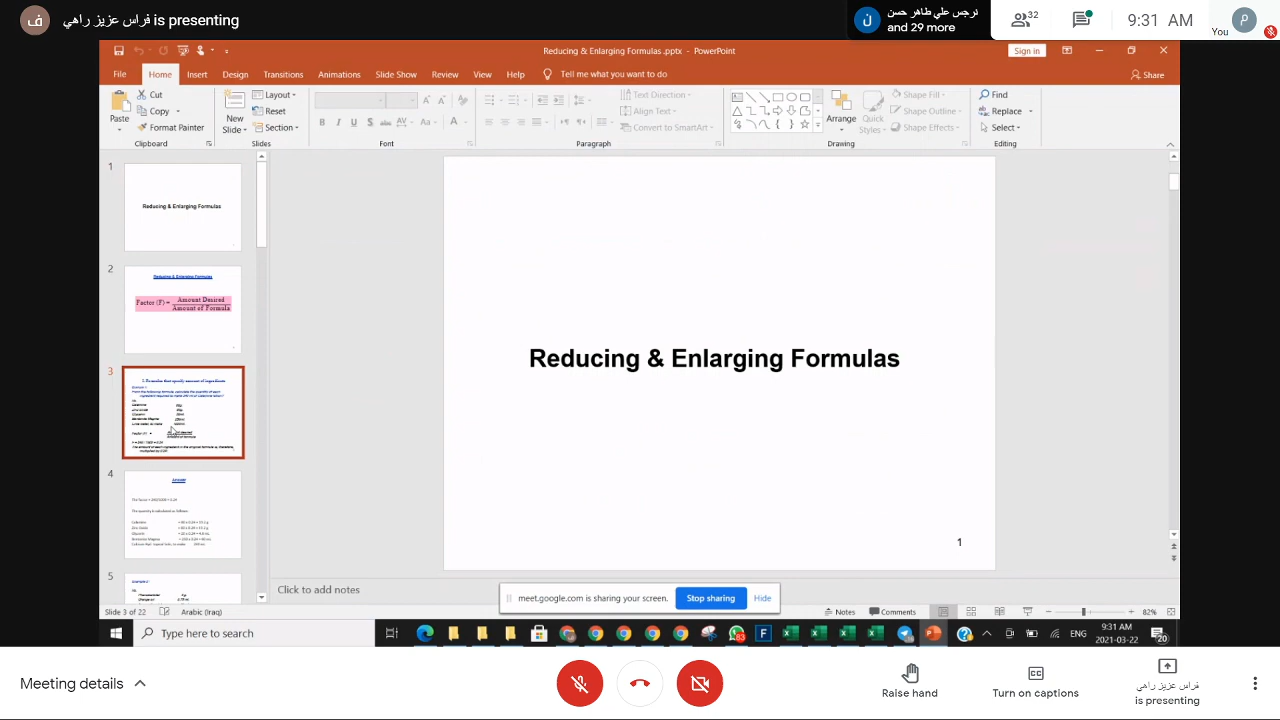 فراس عزيز راهي is presenting
نرجس علي طاهر حسن
and 29 more
32
9:31 AM
You
Reducing & Enlarging Formulas .pptx - PowerPoint
Sign in
File Home Insert Design Transitions Animations Slide Show Review View Help Tell me what you want to do Share
Paste
Cut
Copy
Format Painter
Clipboard
New
Slide
Layout
Reset
Section
Slides
Font
Text Direction
Align Text
Convert to SmartArt
Paragraph
Arrange
Quick
Styles
Shape Fill
Shape Outline
Shape Effects
Drawing
Find
Replace
Select
Editing
1
Reducing & Enlarging Formulas
2
Reducing & Enlarging Formulas
Factor (F) = Amount Desired
Amount of Formula
3
4
Answer
5
Reducing & Enlarging Formulas
1
Click to add notes
meet.google.com is sharing your screen. Stop sharing Hide
Slide 3 of 22 Arabic (Iraq) Notes Comments 82%
Type here to search
83
ENG
9:31 AM
2021-03-22
20
Meeting details
Raise hand
Turn on captions
فراس عزيز راهي
is presenting